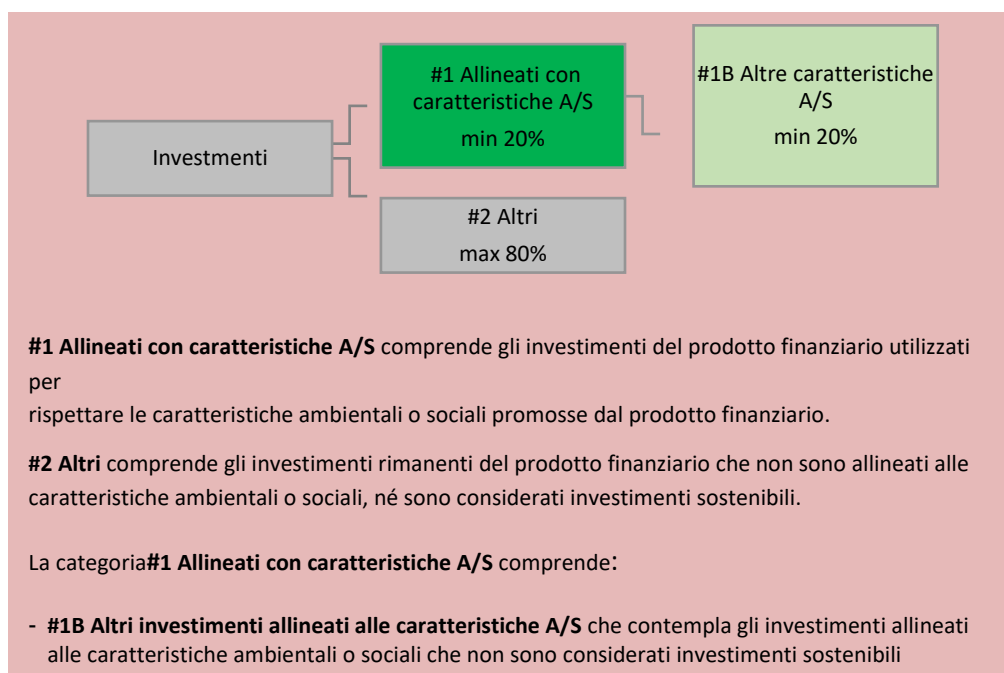 #1 Allineati con
caratteristiche A/S
min 20%
#1B Altre caratteristiche
A/S
min 20%
Investmenti
#2 Altri
max 80%
#1 Allineati con caratteristiche A/S comprende gli investimenti del prodotto finanziario utilizzati
per
rispettare le caratteristiche ambientali o sociali promosse dal prodotto finanziario.
#2 Altri comprende gli investimenti rimanenti del prodotto finanziario che non sono allineati alle
caratteristiche ambientali o sociali, né sono considerati investimenti sostenibili.
La categoria#1 Allineati con caratteristiche A/S comprende:
- #1B Altri investimenti allineati alle caratteristiche A/S che contempla gli investimenti allineati
alle caratteristiche ambientali o sociali che non sono considerati investimenti sostenibili